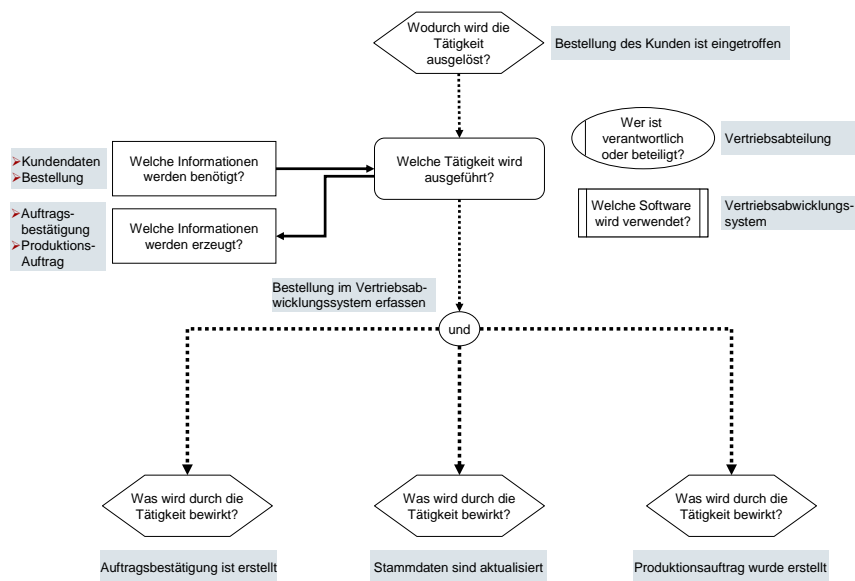 Wodurch wird die
Tätigkeit
ausgelöst?
Bestellung des Kunden ist eingetroffen
Wer ist
verantwortlich
oder beteiligt?
Vertriebsabteilung
➢Kundendaten
➢Bestellung
Welche Informationen
werden benötigt?
Welche Tätigkeit wird
ausgeführt?
Welche Software
wird verwendet?
Vertriebsabwicklungs-
system
➢Auftrags-
bestätigung
➢Produktions-
Auftrag
Welche Informationen
werden erzeugt?
Bestellung im Vertriebsab-
wicklungssystem erfassen
und
Was wird durch die
Tätigkeit bewirkt?
Was wird durch die
Tätigkeit bewirkt?
Was wird durch die
Tätigkeit bewirkt?
Auftragsbestätigung ist erstellt
Stammdaten sind aktualisiert
Produktionsauftrag wurde erstellt